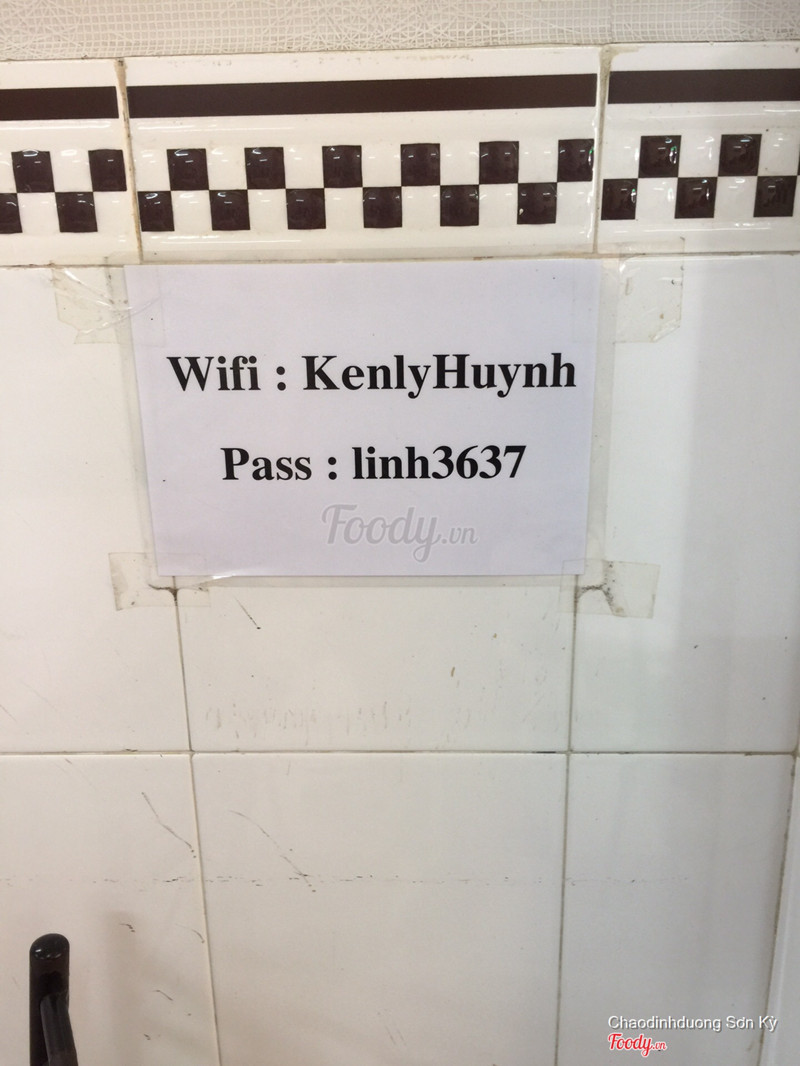 Wifi : KenlyHuynh
Pass : linh3637
Foody.vn
Chaodinhduong Sơn Kỳ
Foody.vn